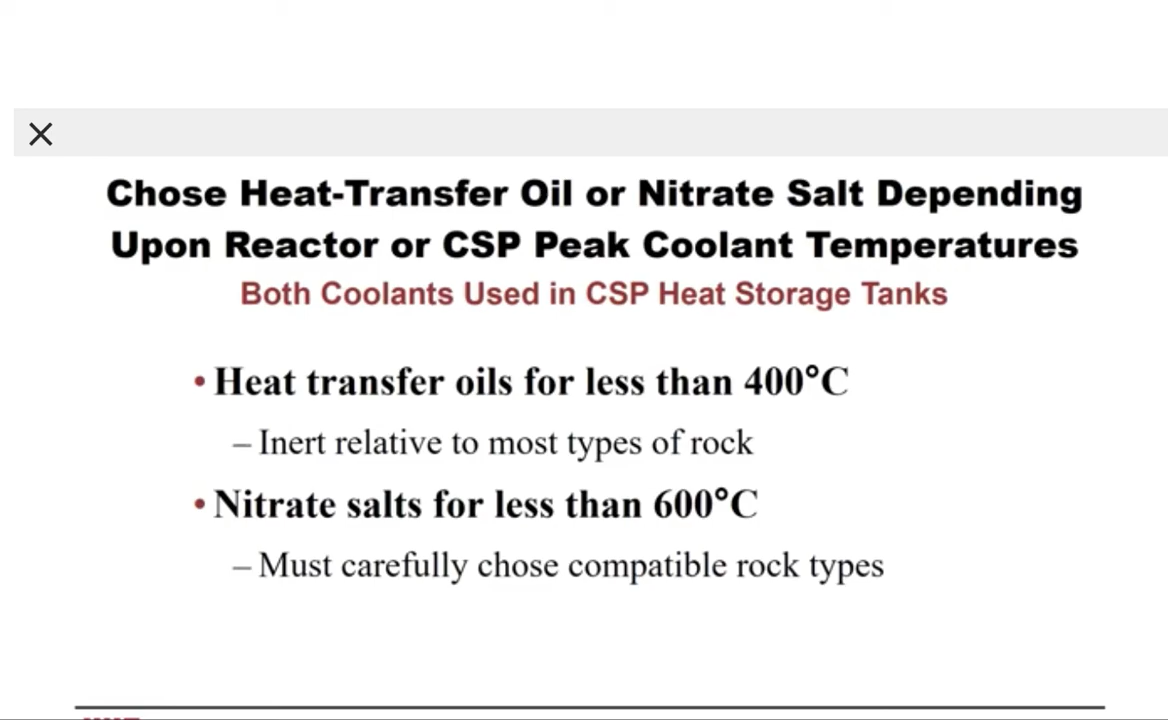 Chose Heat-Transfer Oil or Nitrate Salt Depending
Upon Reactor or CSP Peak Coolant Temperatures
Both Coolants Used in CSP Heat Storage Tanks
• Heat transfer oils for less than 400°C
– Inert relative to most types of rock
• Nitrate salts for less than 600°C
– Must carefully chose compatible rock types